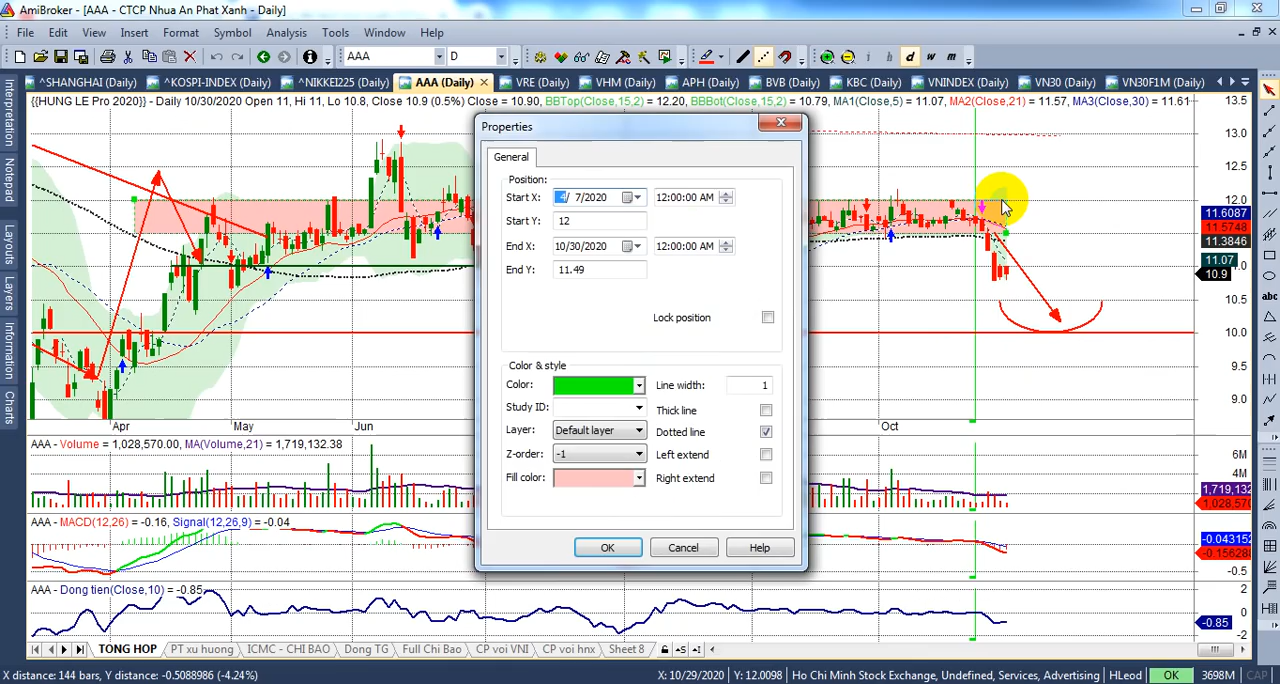 AmiBroker - [AAA - CTCP Nhua An Phat Xanh - Daily]
File Edit View Insert Format Symbol Analysis Tools Window Help
AAA D i d w m
^SHANGHAI (Daily) ^KOSPI-INDEX (Daily) ^NIKKEI225 (Daily) AAA (Daily) VRE (Daily) VHM (Daily) APH (Daily) BVB (Daily) KBC (Daily) VNINDEX (Daily) VN30 (Daily) VN30F1M (Daily)
{{HUNG LE Pro 2020}} - Daily 10/30/2020 Open 11, Hi 11, Lo 10.8, Close 10.9 (0.5%) Close = 10.90, BBTop(Close,15,2) = 12.20, BBBot(Close,15,2) = 10.79, MA1(Close,5) = 11.07, MA2(Close,21) = 11.57, MA3(Close,30) = 11.61
Interpretation
Notepad
Layouts
Layers
Information
Charts
13.5
13.0
12.5
12.0
11.6087
11.5748
11.3846
11.07
10.9
10.5
10.0
9.5
9.0
Properties
General
Position:
Start X: 4/ 7/2020 12:00:00 AM
Start Y: 12
End X: 10/30/2020 12:00:00 AM
End Y: 11.49
Lock position
Color & style
Color: Line width: 1
Study ID: Thick line
Layer: Default layer Dotted line
Z-order: -1 Left extend
Fill color: Right extend
OK Cancel Help
Apr May Jun Oct
AAA - Volume = 1,028,570.00, MA(Volume,21) = 1,719,132.38
6M
4M
1,719,132
1,028,570
AAA - MACD(12,26) = -0.16, Signal(12,26,9) = -0.04
-0.043152
-0.156288
-0.5
AAA - Dong tien(Close,10) = -0.85
2
0
-0.85
-2
TONG HOP PT xu huong ICMC - CHI BAO Dong TG Full Chi Bao CP voi VNI CP voi hnx Sheet 8
X distance: 144 bars, Y distance: -0.5088986 (-4.24%) X: 10/29/2020 Y: 12.0098 Ho Chi Minh Stock Exchange, Undefined, Services, Advertising HLeod OK 3698M CAP
abc